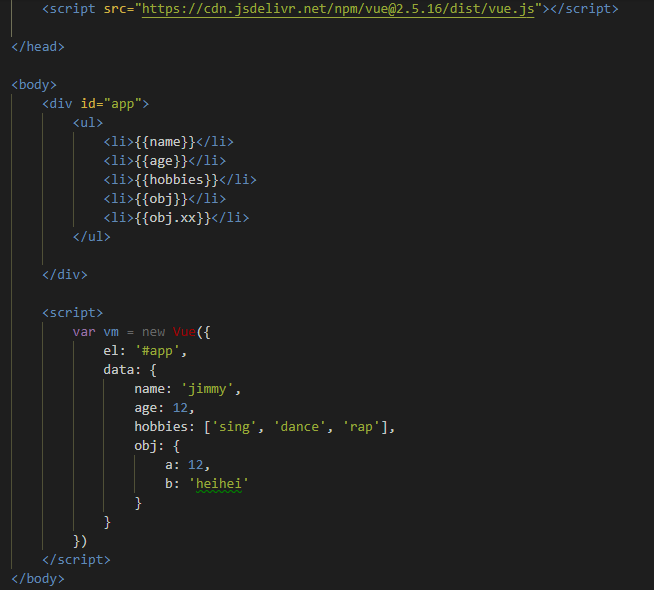 <script src="https://cdn.jsdelivr.net/npm/vue@2.5.16/dist/vue.js"></script>
</head>
<body>
<div id="app">
<ul>
<li>{{name}}</li>
<li>{{age}}</li>
<li>{{hobbies}}</li>
<li>{{obj}}</li>
<li>{{obj.xx}}</li>
</ul>
</div>
<script>
var vm = new Vue({
el: '#app',
data: {
name: 'jimmy',
age: 12,
hobbies: ['sing', 'dance', 'rap'],
obj: {
a: 12,
b: 'heihei'
}
}
})
</script>
</body>